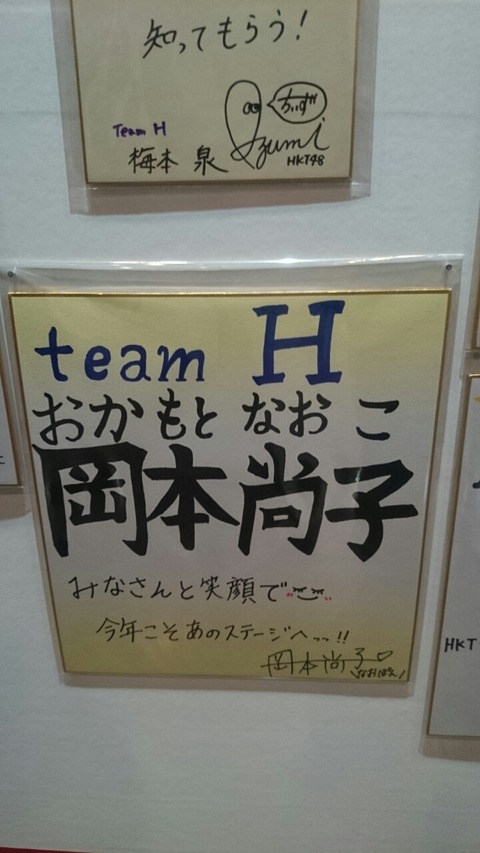 知ってもらう!
ちいず
Team H
梅本 泉
Izumi
HKT48
team H
おかもと なおこ
岡本尚子
みなさんと笑顔で
今年こそあのステージへ~~!!
岡本尚子♡
HKT